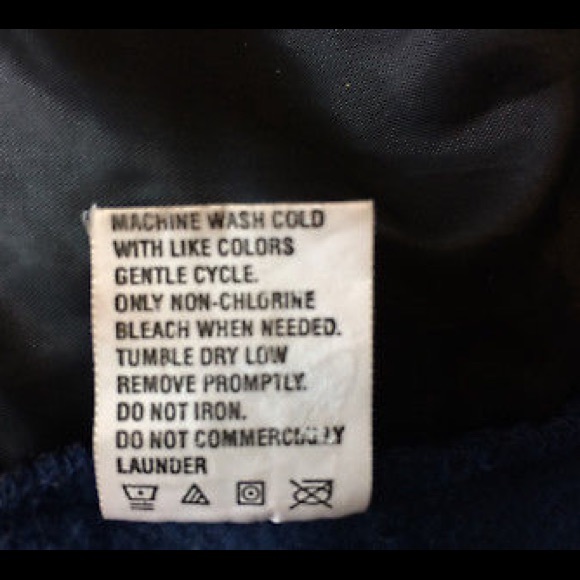 MACHINE WASH COLD
WITH LIKE COLORS
GENTLE CYCLE.
ONLY NON-CHLORINE
BLEACH WHEN NEEDED.
TUMBLE DRY LOW
REMOVE PROMPTLY.
DO NOT IRON.
DO NOT COMMERCIALLY
LAUNDER